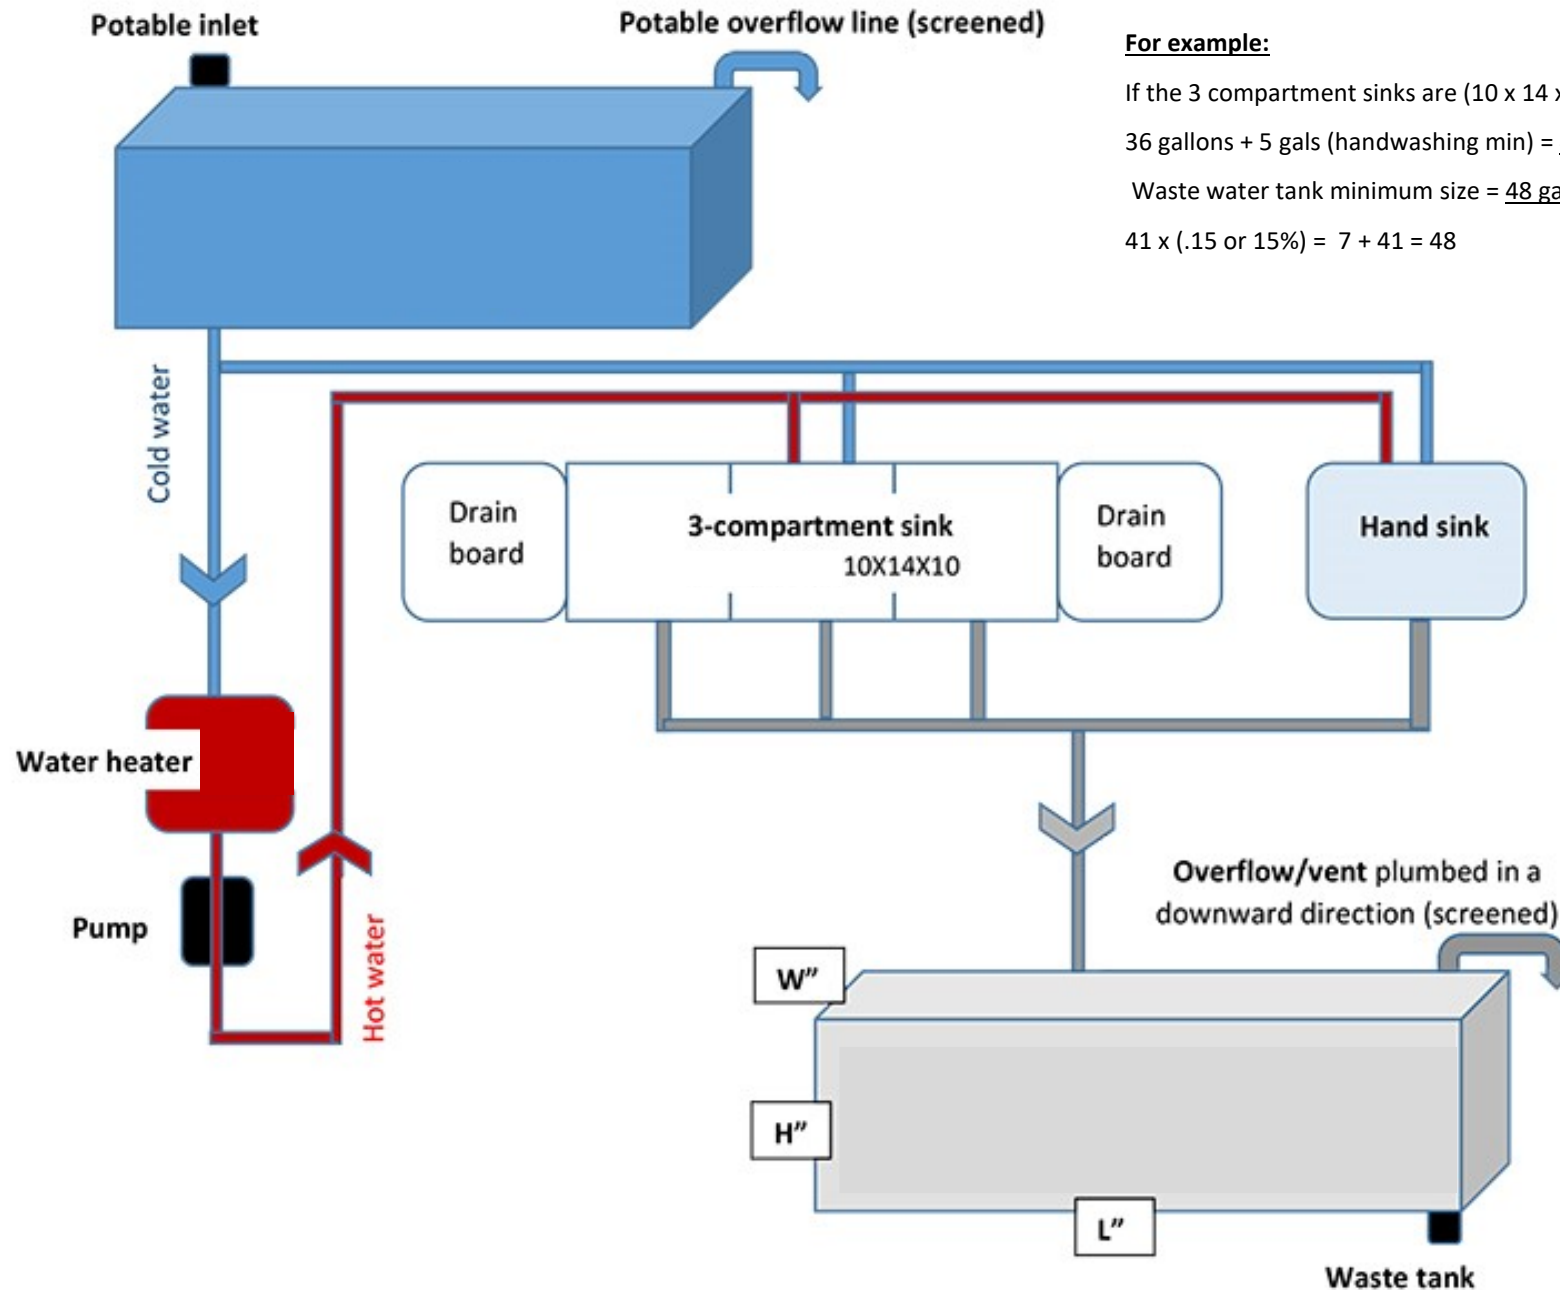 Potable inlet
Potable overflow line (screened)
For example:
If the 3 compartment sinks are (10 x 14 x
36 gallons + 5 gals (handwashing min) =
Waste water tank minimum size = 48 ga
41 x (.15 or 15%) = 7 + 41 = 48
Cold water
Drain
board
3-compartment sink
10X14X10
Drain
board
Hand sink
Water heater
Pump
Hot water
Overflow/vent plumbed in a
downward direction (screened)
W”
H”
L”
Waste tank